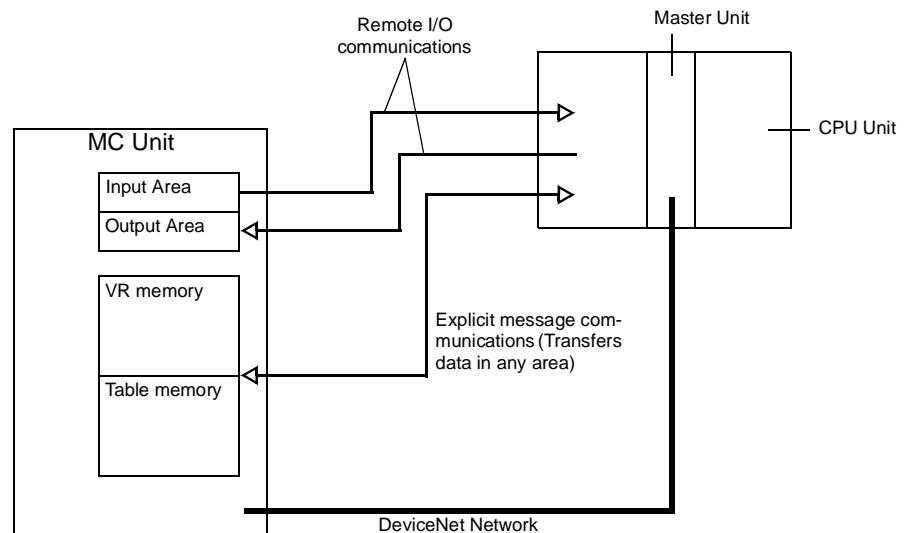 Remote I/O
communications
Master Unit
CPU Unit
MC Unit
Input Area
Output Area
VR memory
Table memory
Explicit message com-
munications (Transfers
data in any area)
DeviceNet Network